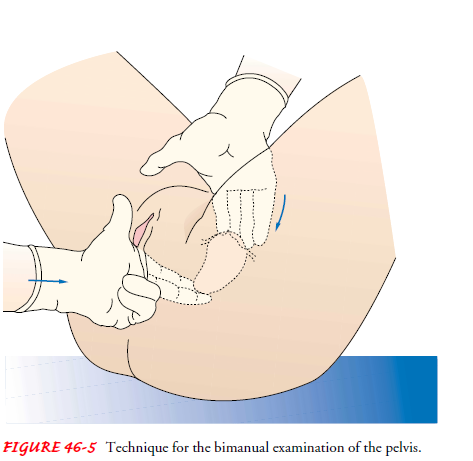 FIGURE 46-5 Technique for the bimanual examination of the pelvis.